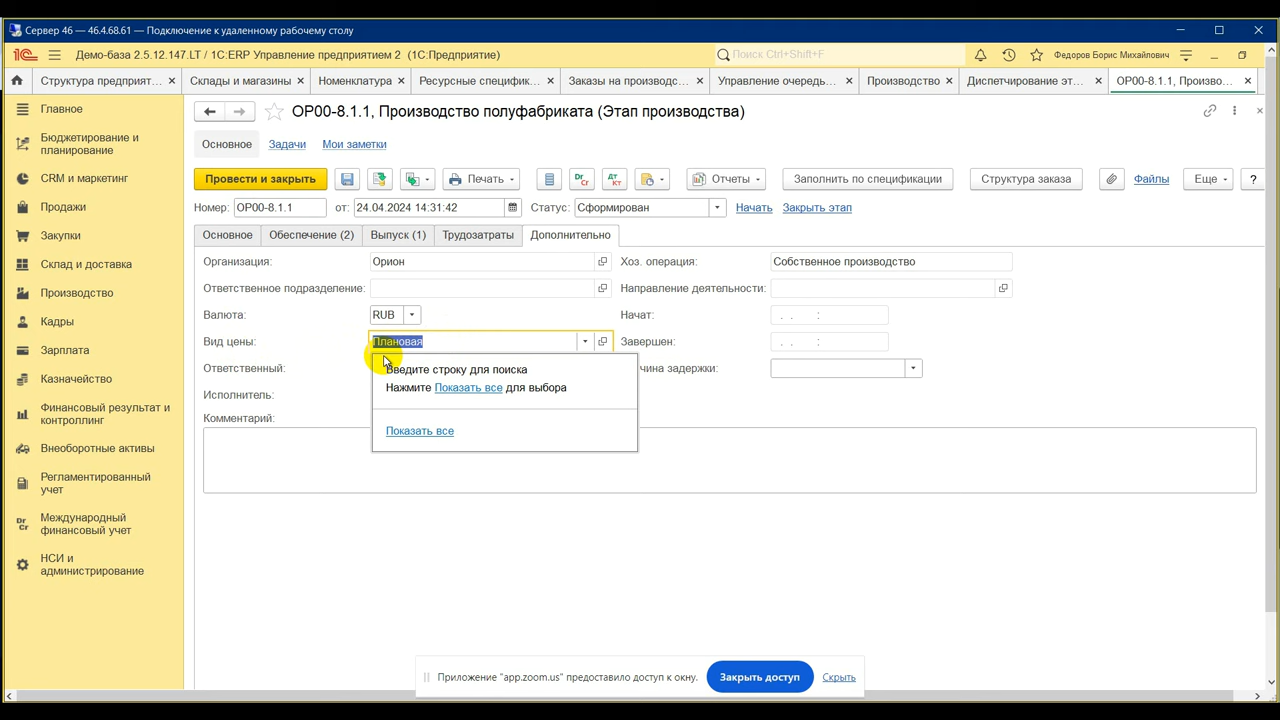 Сервер 46 — 46.4.68.61 — Подключение к удаленному рабочему столу
1С Демо-база 2.5.12.147.LT / 1С:ERP Управление предприятием 2 (1С:Предприятие) Поиск Ctrl+Shift+F Федоров Борис Михайлович
Структура предприят... Склады и магазины Номенклатура Ресурсные специфик... Заказы на производс... Управление очередь... Производство Диспетчирование эт... ОР00-8.1.1, Произво...
Главное
Бюджетирование и
планирование
CRM и маркетинг
Продажи
Закупки
Склад и доставка
Производство
Кадры
Зарплата
Казначейство
Финансовый результат и
контроллинг
Внеоборотные активы
Регламентированный
учет
Международный
финансовый учет
НСИ и
администрирование
ОР00-8.1.1, Производство полуфабриката (Этап производства)
Основное Задачи Мои заметки
Провести и закрыть Dr Cr Дт Кт Печать Отчеты Заполнить по спецификации Структура заказа Файлы Еще ?
Номер: ОР00-8.1.1 от: 24.04.2024 14:31:42 Статус: Сформирован Начать Закрыть этап
Основное Обеспечение (2) Выпуск (1) Трудозатраты Дополнительно
Организация: Орион Хоз. операция: Собственное производство
Ответственное подразделение: Направление деятельности:
Валюта: RUB Начат: . . :
Вид цены: Плановая Завершен: . . :
Ответственный: Введите строку для поиска чина задержки:
Нажмите Показать все для выбора
Исполнитель:
Комментарий:
Показать все
Приложение "app.zoom.us" предоставило доступ к окну. Закрыть доступ Скрыть